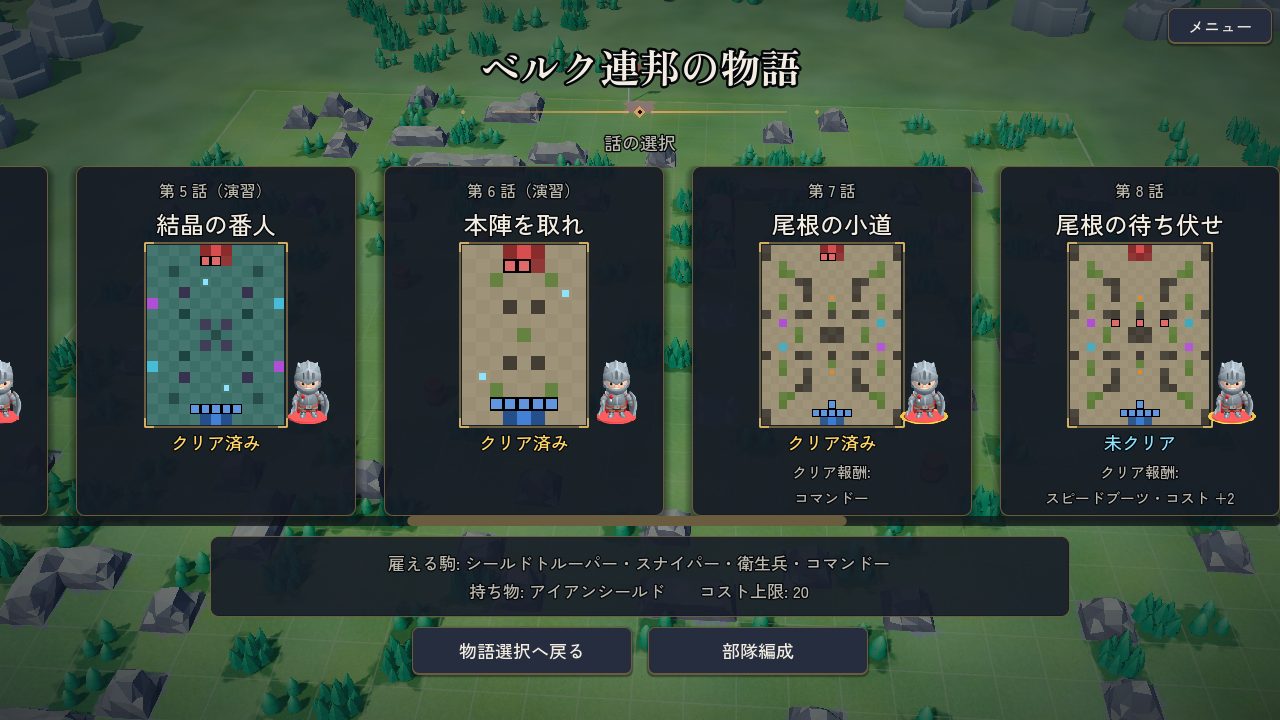 メニュー
ベルク連邦の物語
話の選択
第 5 話（演習）
結晶の番人
クリア済み
第 6 話（演習）
本陣を取れ
クリア済み
第 7 話
尾根の小道
クリア済み
クリア報酬:
コマンドー
第 8 話
尾根の待ち伏せ
未クリア
クリア報酬:
スピードブーツ・コスト +2
雇える駒: シールドトルーパー・スナイパー・衛生兵・コマンドー
持ち物: アイアンシールド　　コスト上限: 20
物語選択へ戻る
部隊編成